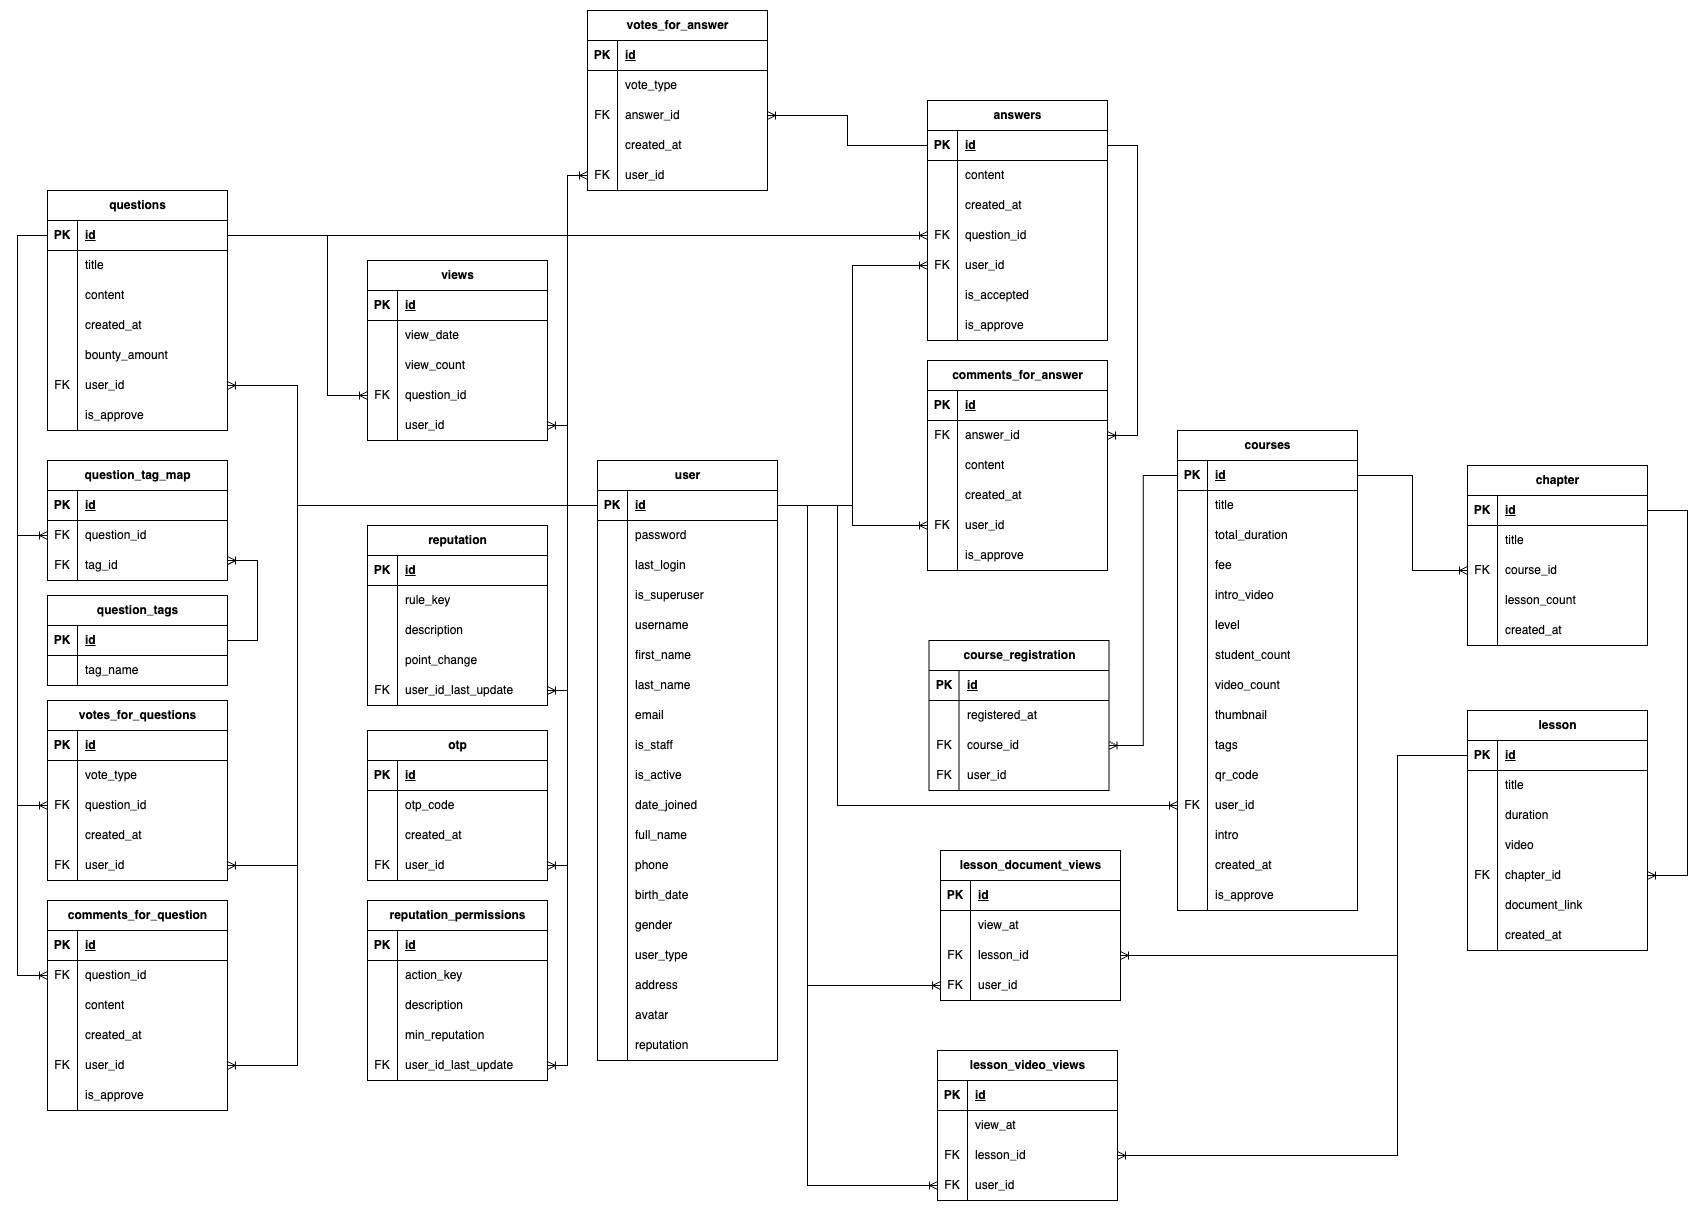 votes_for_answer
PK id
vote_type
FK answer_id
created_at
FK user_id
answers
PK id
content
created_at
FK question_id
FK user_id
is_accepted
is_approve
questions
PK id
title
content
created_at
bounty_amount
FK user_id
is_approve
views
PK id
view_date
view_count
FK question_id
user_id
comments_for_answer
PK id
FK answer_id
content
created_at
FK user_id
is_approve
question_tag_map
PK id
FK question_id
FK tag_id
question_tags
PK id
tag_name
votes_for_questions
PK id
vote_type
FK question_id
created_at
FK user_id
comments_for_question
PK id
FK question_id
content
created_at
FK user_id
is_approve
reputation
PK id
rule_key
description
point_change
FK user_id_last_update
otp
PK id
otp_code
created_at
FK user_id
reputation_permissions
PK id
action_key
description
min_reputation
FK user_id_last_update
user
PK id
password
last_login
is_superuser
username
first_name
last_name
email
is_staff
is_active
date_joined
full_name
phone
birth_date
gender
user_type
address
avatar
reputation
course_registration
PK id
registered_at
FK course_id
FK user_id
lesson_document_views
PK id
view_at
FK lesson_id
FK user_id
lesson_video_views
PK id
view_at
FK lesson_id
FK user_id
courses
PK id
title
total_duration
fee
intro_video
level
student_count
video_count
thumbnail
tags
qr_code
FK user_id
intro
created_at
is_approve
chapter
PK id
title
FK course_id
lesson_count
created_at
lesson
PK id
title
duration
video
FK chapter_id
document_link
created_at